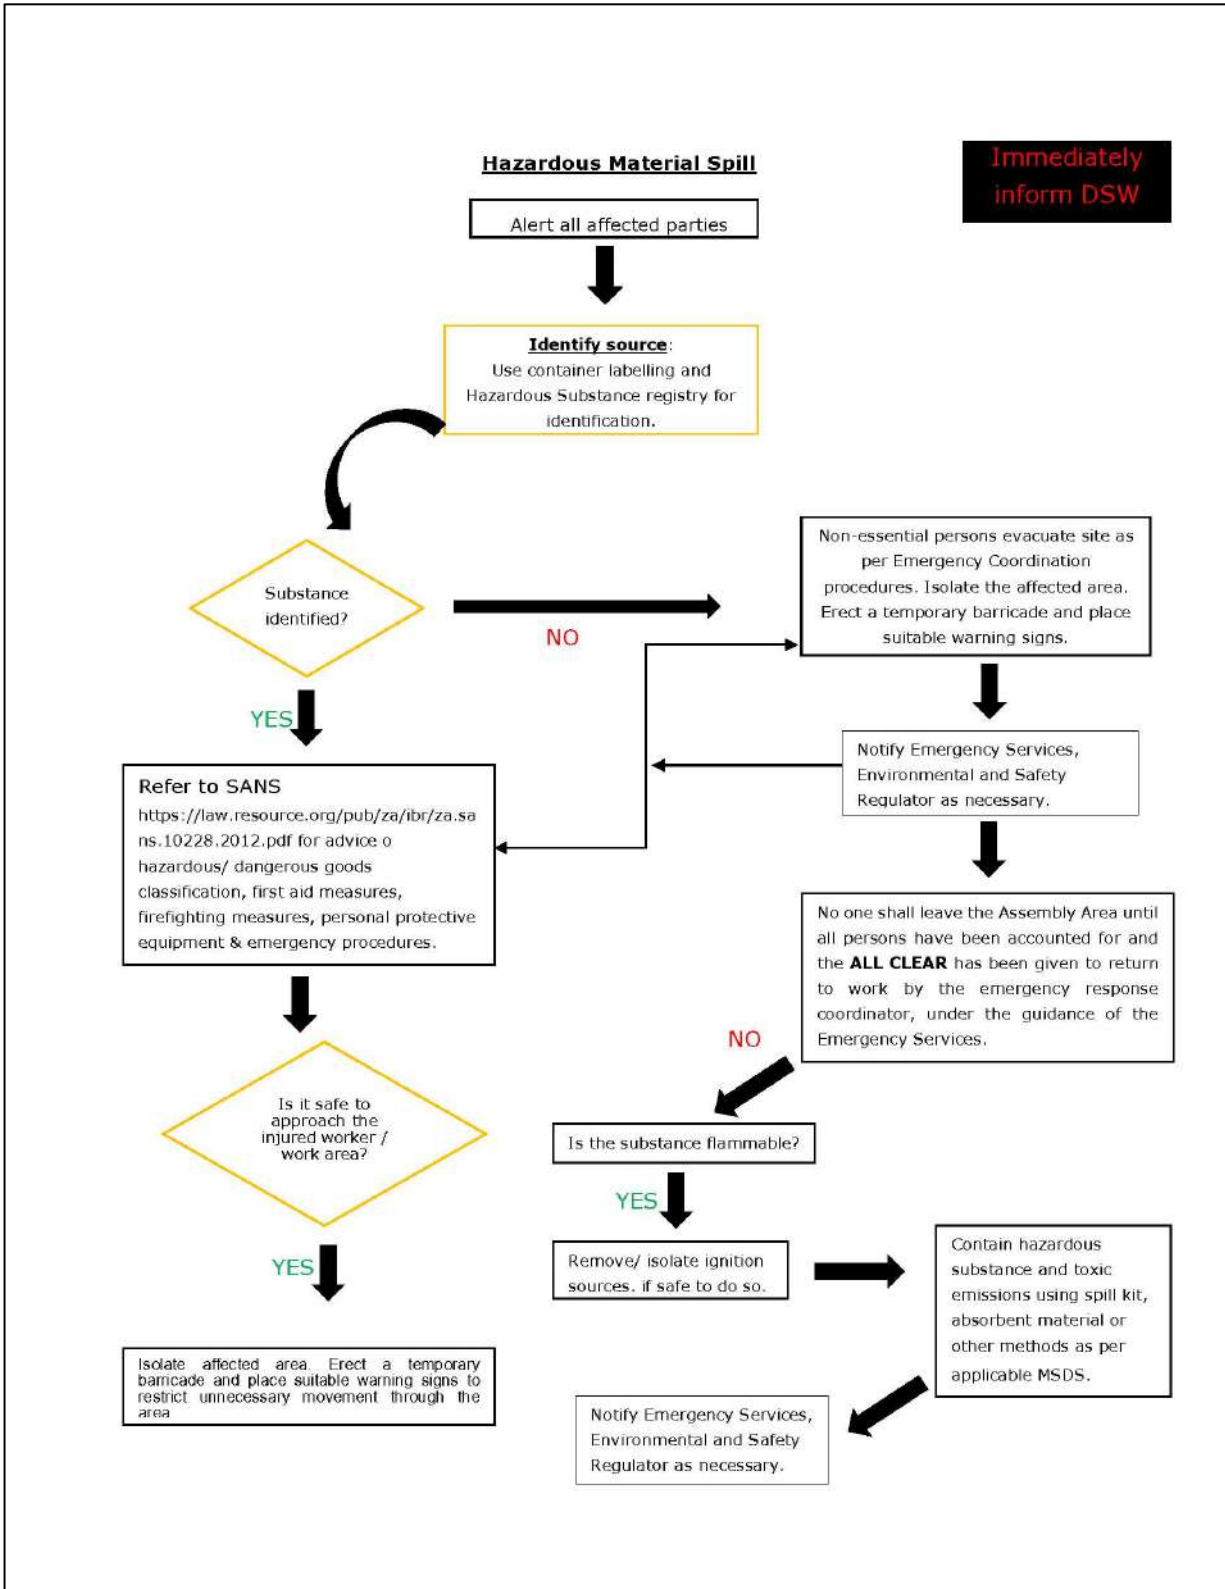 Hazardous Material Spill
Immediately
inform DSW
Alert all affected parties
Identify source:
Use container labelling and
Hazardous Substance registry for
identification.
Substance
identified?
NO
Non-essential persons evacuate site as
per Emergency Coordination
procedures. Isolate the affected area.
Erect a temporary barricade and place
suitable warning signs.
YES
Notify Emergency Services,
Environmental and Safety
Regulator as necessary.
Refer to SANS
https://law.resource.org/pub/za/ibr/za.sa
ns.10228.2012.pdf for advice o
hazardous/ dangerous goods
classification, first aid measures,
firefighting measures, personal protective
equipment & emergency procedures.
No one shall leave the Assembly Area until
all persons have been accounted for and
the ALL CLEAR has been given to return
to work by the emergency response
coordinator, under the guidance of the
Emergency Services.
NO
Is it safe to
approach the
injured worker /
work area?
Is the substance flammable?
YES
YES
Remove/ isolate ignition
sources. if safe to do so.
Contain hazardous
substance and toxic
emissions using spill kit,
absorbent material or
other methods as per
applicable MSDS.
Isolate affected area. Erect a temporary
barricade and place suitable warning signs to
restrict unnecessary movement through the
area
Notify Emergency Services,
Environmental and Safety
Regulator as necessary.